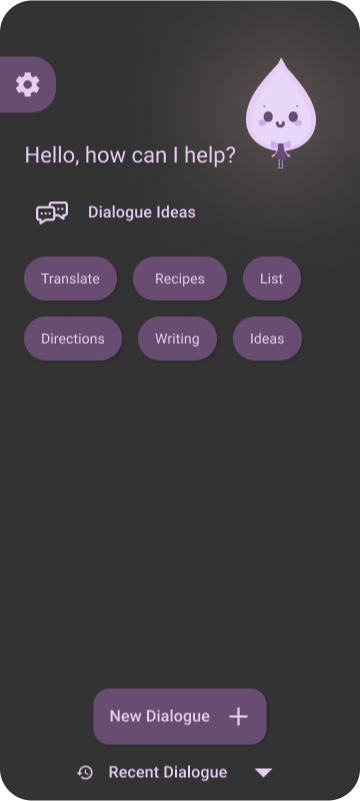 Hello, how can I help?
Dialogue Ideas
Translate Recipes List
Directions Writing Ideas
New Dialogue +
Recent Dialogue